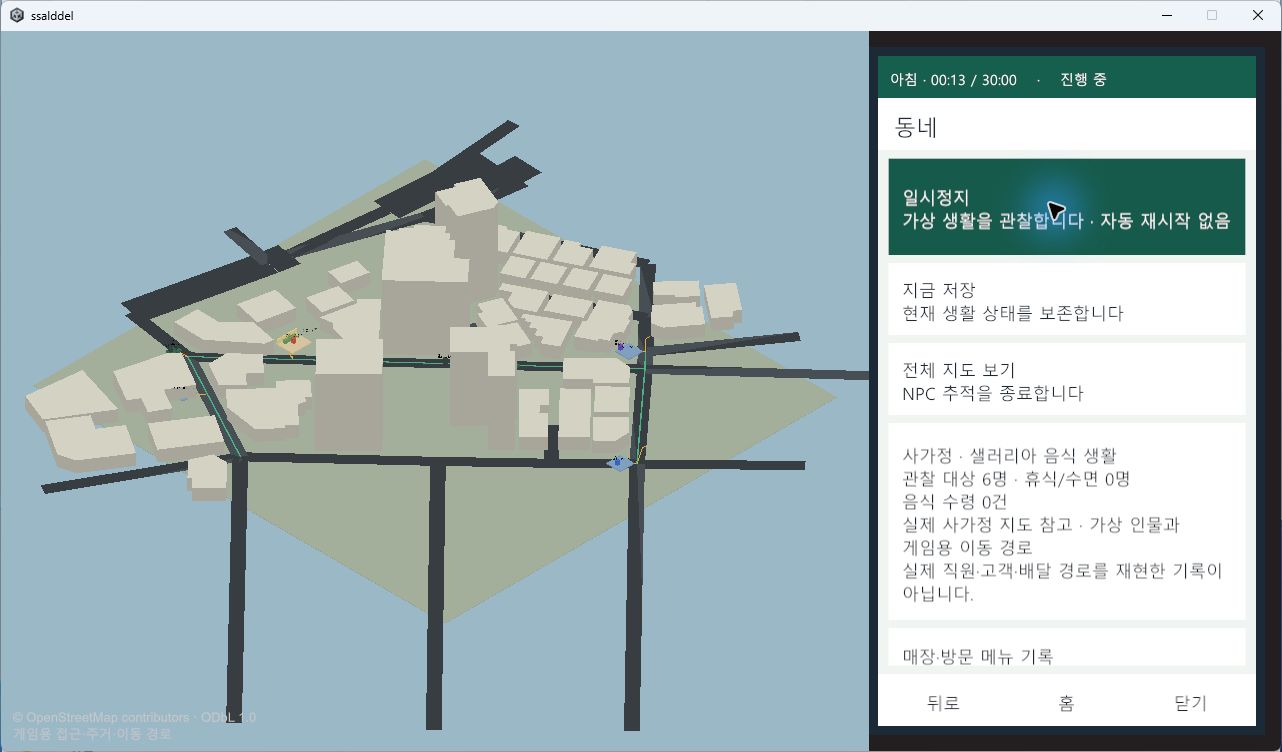 ssalddel
아침 · 00:13 / 30:00 · 진행 중
동네
일시정지
가상 생활을 관찰합니다 · 자동 재시작 없음
지금 저장
현재 생활 상태를 보존합니다
전체 지도 보기
NPC 추적을 종료합니다
사가정 · 샐러리아 음식 생활
관찰 대상 6명 · 휴식/수면 0명
음식 수령 0건
실제 사가정 지도 참고 · 가상 인물과
게임용 이동 경로
실제 직원·고객·배달 경로를 재현한 기록이
아닙니다.
매장·방문 메뉴 기록
뒤로 홈 닫기
© OpenStreetMap contributors · ODbL 1.0
게임용 접근·주거·이동 경로